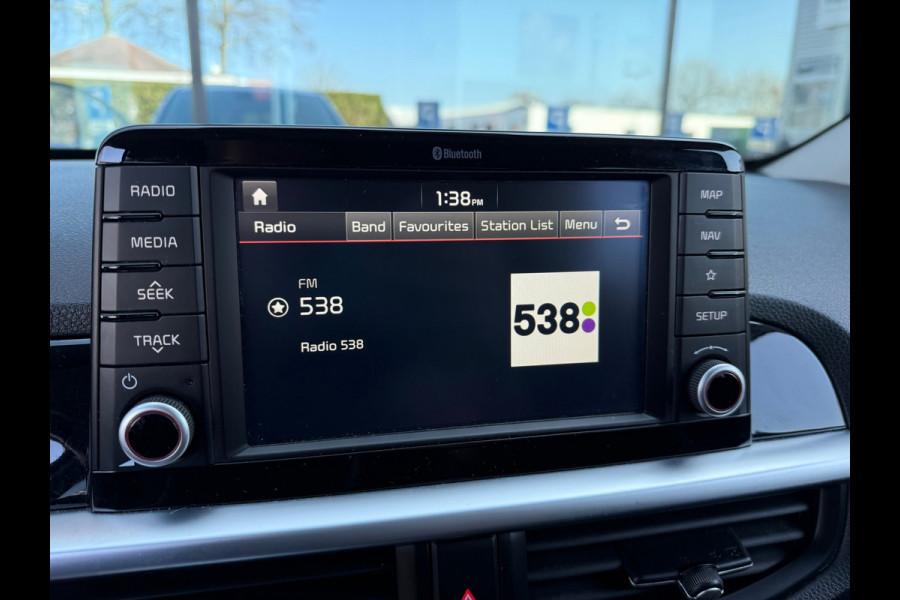 Bluetooth
RADIO
MEDIA
SEEK
TRACK
1:38PM
Radio Band Favourites Station List Menu
FM
538
Radio 538
538
MAP
NAV
SETUP